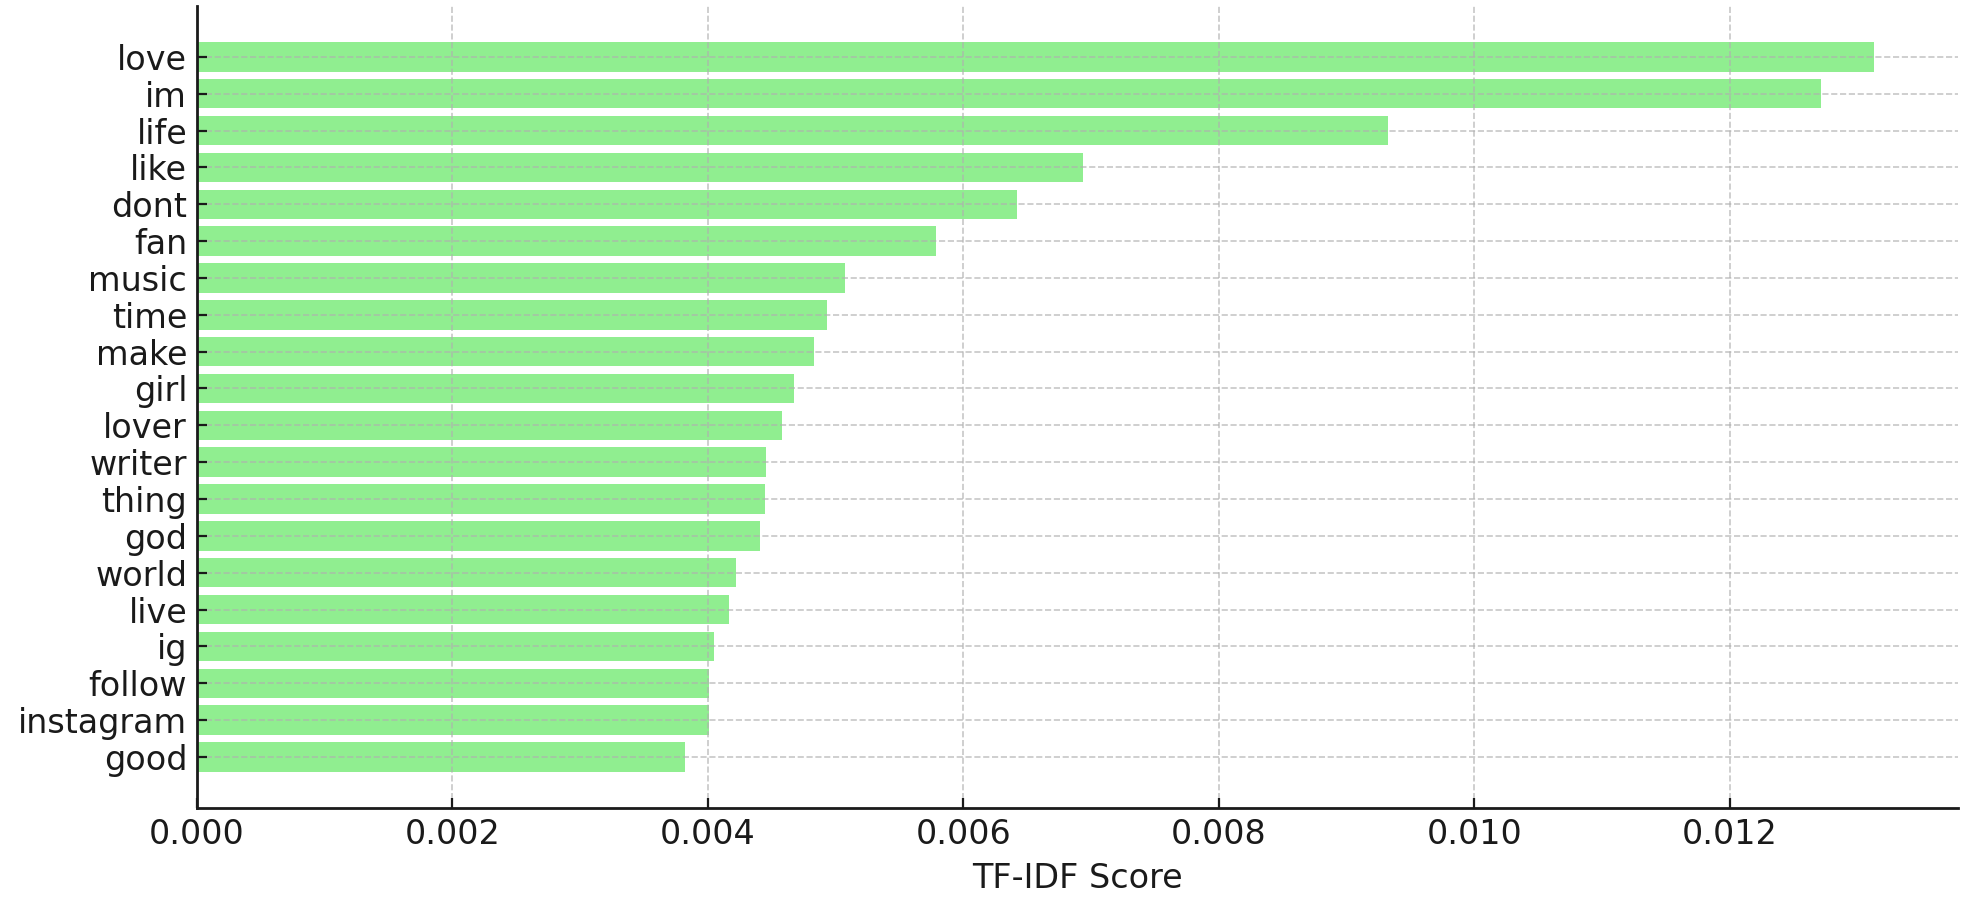 love
im
life
like
dont
fan
music
time
make
girl
lover
writer
thing
god
world
live
ig
follow
instagram
good
0.000 0.002 0.004 0.006 0.008 0.010 0.012
TF-IDF Score